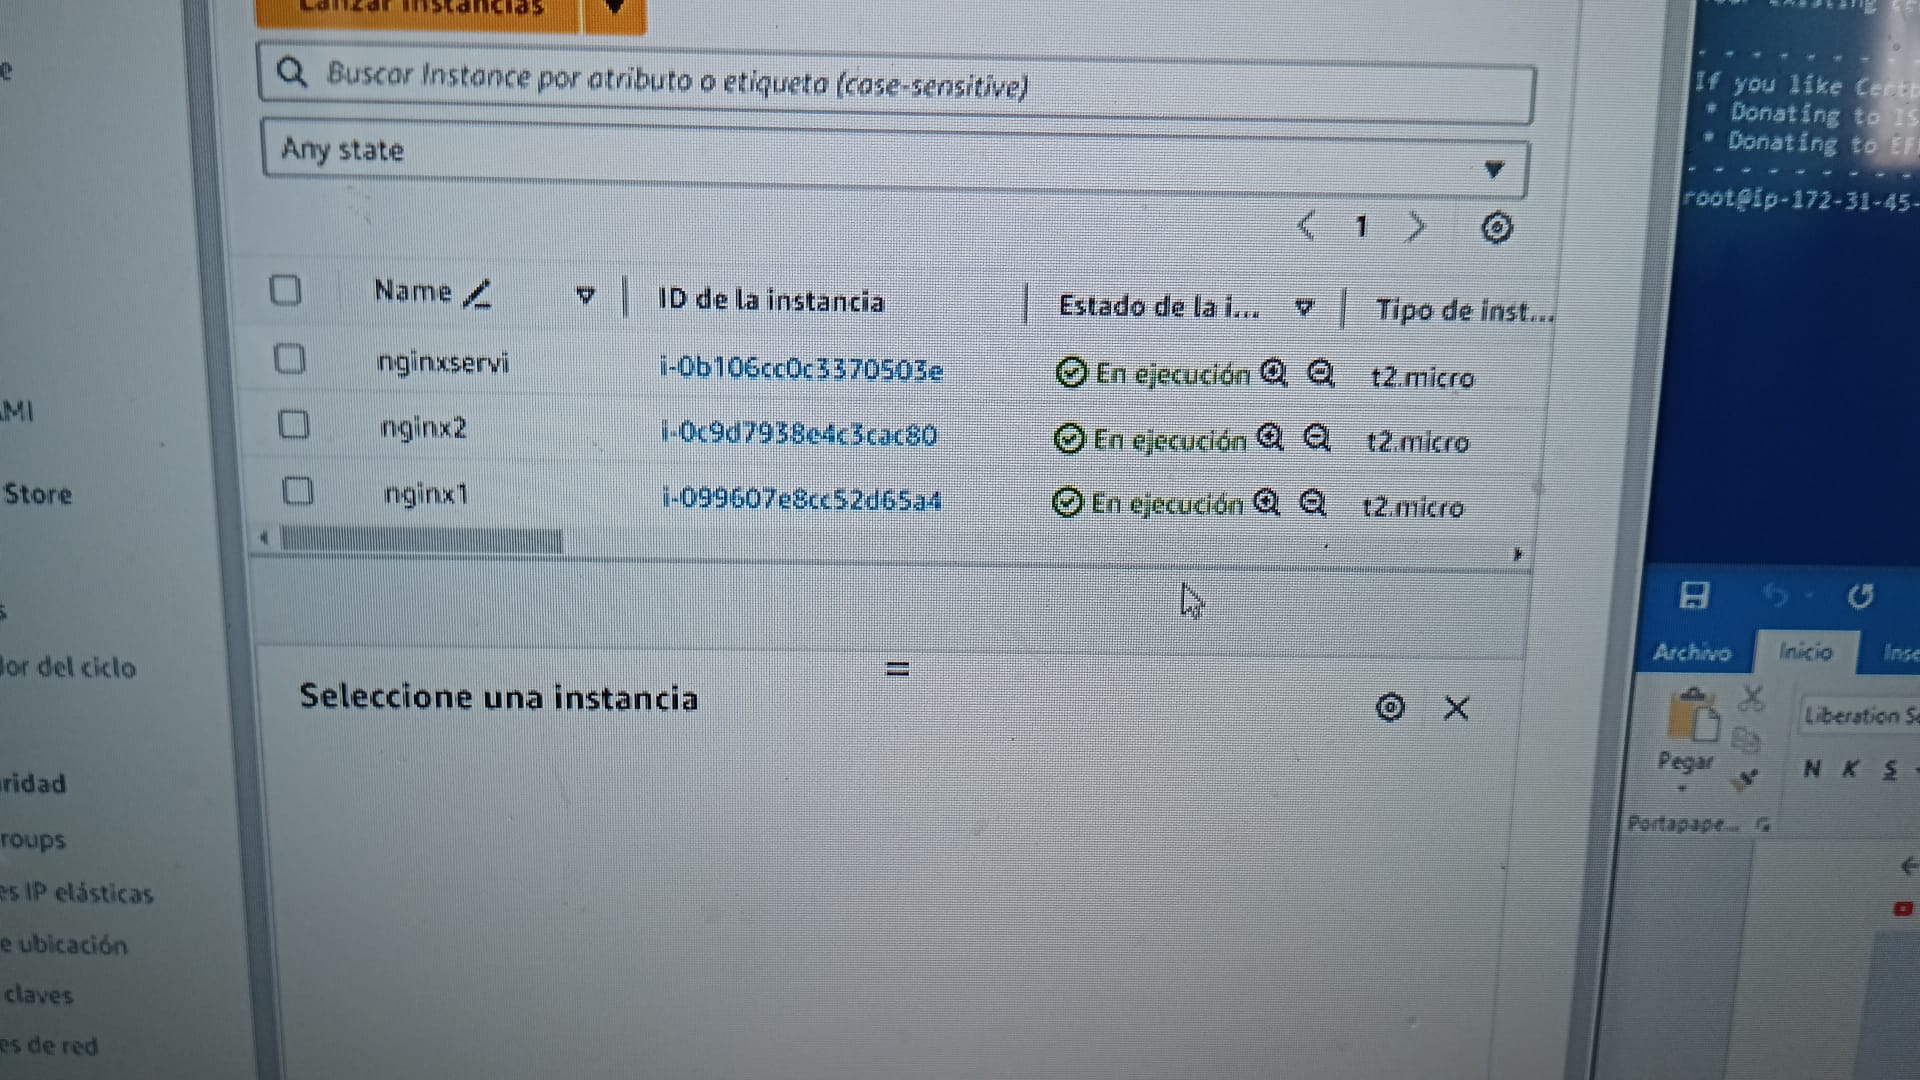 Lanzar instancias
Buscar Instance por atributo o etiqueta (case-sensitive)
Any state
1
Name
ID de la instancia
Estado de la i...
Tipo de inst...
nginxservi
i-0b106cc0c3370503e
En ejecución
t2.micro
nginx2
i-0c9d7938e4c3cac80
En ejecución
t2.micro
nginx1
i-099607e8cc52d65a4
En ejecución
t2.micro
Seleccione una instancia
e
AMI
Store
s
dor del ciclo
uridad
roups
es IP elásticas
e ubicación
claves
es de red
- - - - - - - -
If you like Certb
* Donating to IS
* Donating to EF
- - - - - - - - -
root@ip-172-31-45-
Archivo
Inicio
Inse
Liberation S
Pegar
N K S
Portapape...